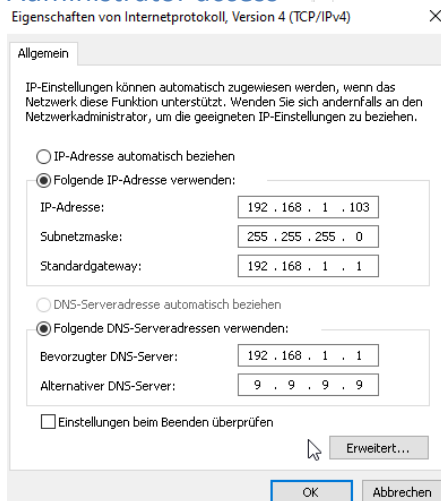 Administrator access
Eigenschaften von Internetprotokoll, Version 4 (TCP/IPv4)
Allgemein
IP-Einstellungen können automatisch zugewiesen werden, wenn das
Netzwerk diese Funktion unterstützt. Wenden Sie sich andernfalls an den
Netzwerkadministrator, um die geeigneten IP-Einstellungen zu beziehen.
IP-Adresse automatisch beziehen
Folgende IP-Adresse verwenden:
IP-Adresse: 192 . 168 . 1 . 103
Subnetzmaske: 255 . 255 . 255 . 0
Standardgateway: 192 . 168 . 1 . 1
DNS-Serveradresse automatisch beziehen
Folgende DNS-Serveradressen verwenden:
Bevorzugter DNS-Server: 192 . 168 . 1 . 1
Alternativer DNS-Server: 9 . 9 . 9 . 9
Einstellungen beim Beenden überprüfen
Erweitert...
OK Abbrechen